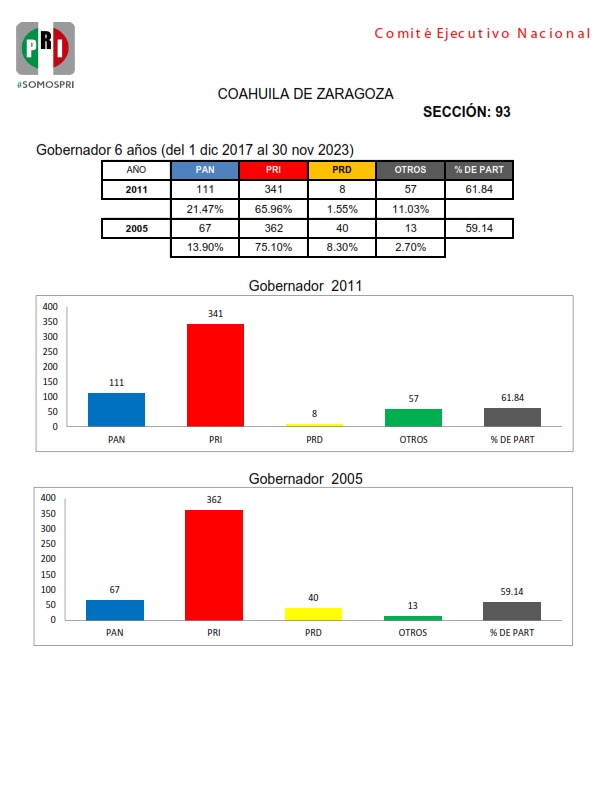 Comité Ejecutivo Nacional
PRI
#SOMOSPRI
COAHUILA DE ZARAGOZA
SECCIÓN: 93
Gobernador 6 años (del 1 dic 2017 al 30 nov 2023)
AÑO PAN PRI PRD OTROS % DE PART
2011 111 341 8 57 61.84
21.47% 65.96% 1.55% 11.03%
2005 67 362 40 13 59.14
13.90% 75.10% 8.30% 2.70%
Gobernador 2011
400
350
300
250
200
150
100
50
0
111
341
8
57
61.84
PAN PRI PRD OTROS % DE PART
Gobernador 2005
400
350
300
250
200
150
100
50
0
67
362
40
13
59.14
PAN PRI PRD OTROS % DE PART